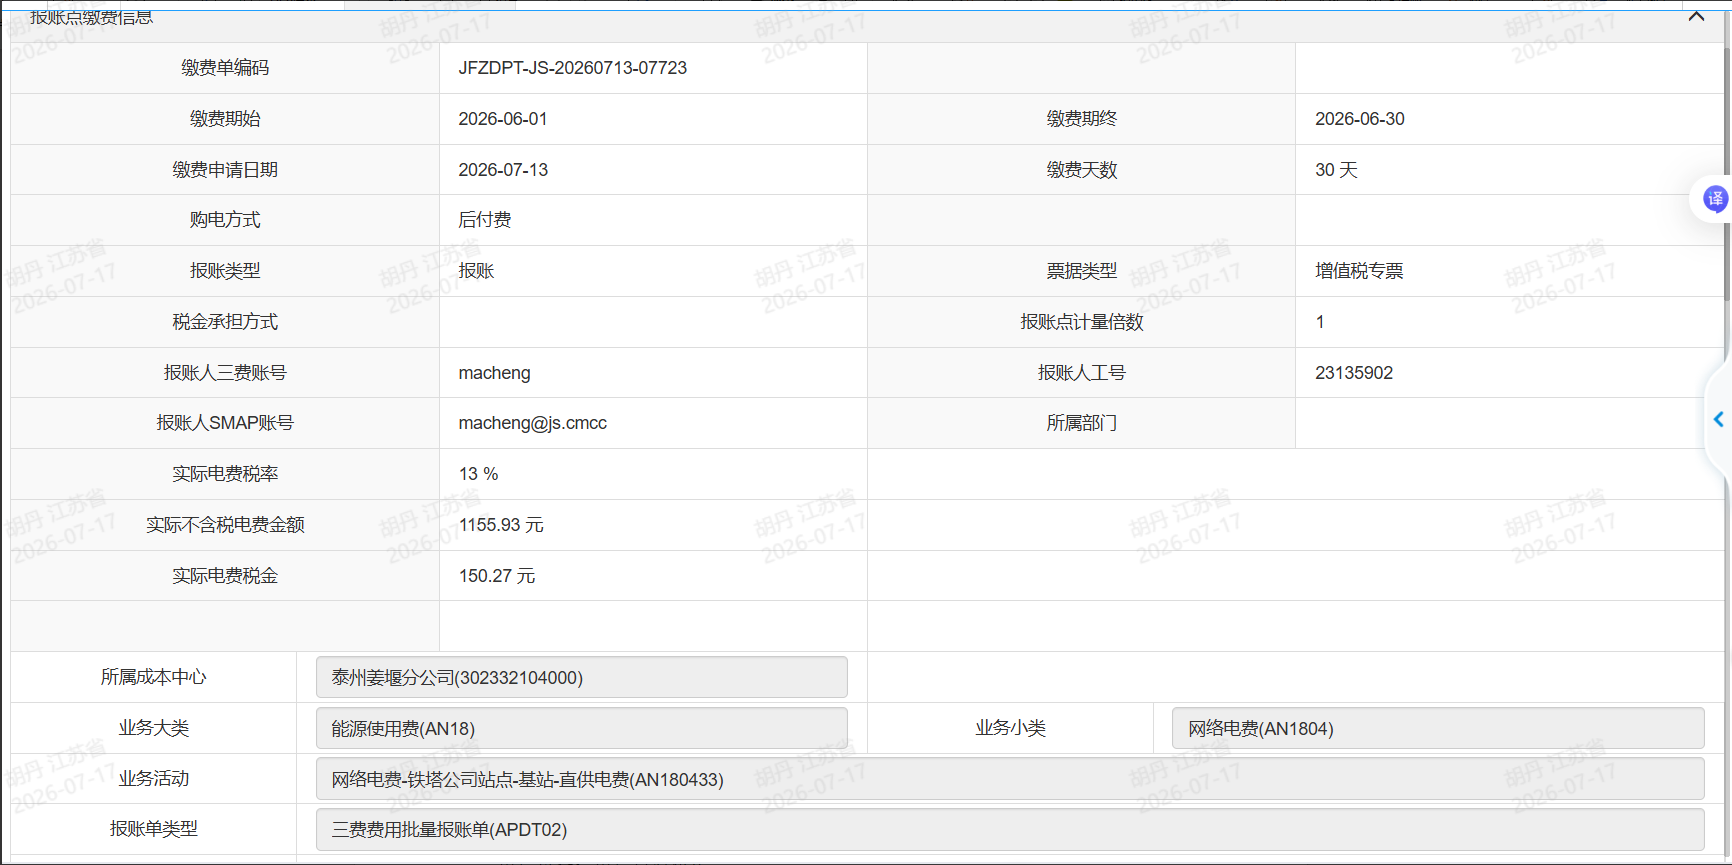 报账点缴费信息
缴费单编码 JFZDPT-JS-20260713-07723
缴费期始 2026-06-01 缴费期终 2026-06-30
缴费申请日期 2026-07-13 缴费天数 30 天
购电方式 后付费
报账类型 报账 票据类型 增值税专票
税金承担方式 报账点计量倍数 1
报账人三费账号 macheng 报账人工号 23135902
报账人SMAP账号 macheng@js.cmcc 所属部门
实际电费税率 13 %
实际不含税电费金额 1155.93 元
实际电费税金 150.27 元
所属成本中心 泰州姜堰分公司(302332104000)
业务大类 能源使用费(AN18) 业务小类 网络电费(AN1804)
业务活动 网络电费-铁塔公司站点-基站-直供电费(AN180433)
报账单类型 三费费用批量报账单(APDT02)
译
胡丹 江苏省
2026-07-17